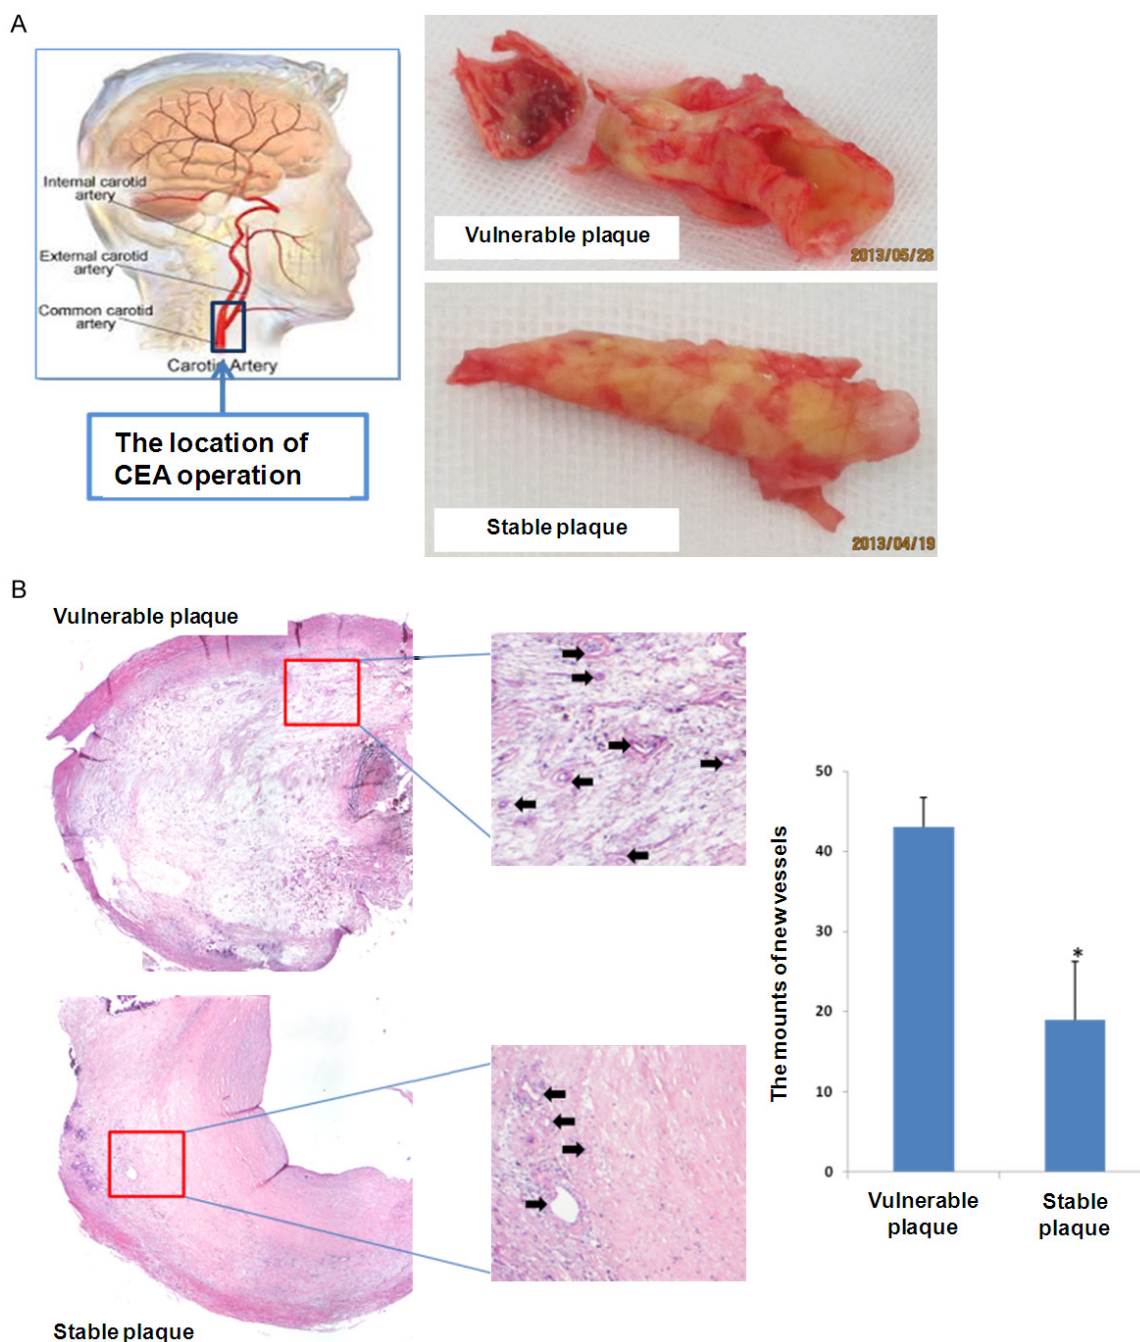 A
Internal carotid
artery
External carotid
artery
Common carotid
artery
Carotid Artery
The location of
CEA operation
Vulnerable plaque
2013/05/28
Stable plaque
2013/04/19
B
Vulnerable plaque
Stable plaque
The mounts of new vessels
50
40
30
20
10
0
*
Vulnerable
plaque
Stable
plaque